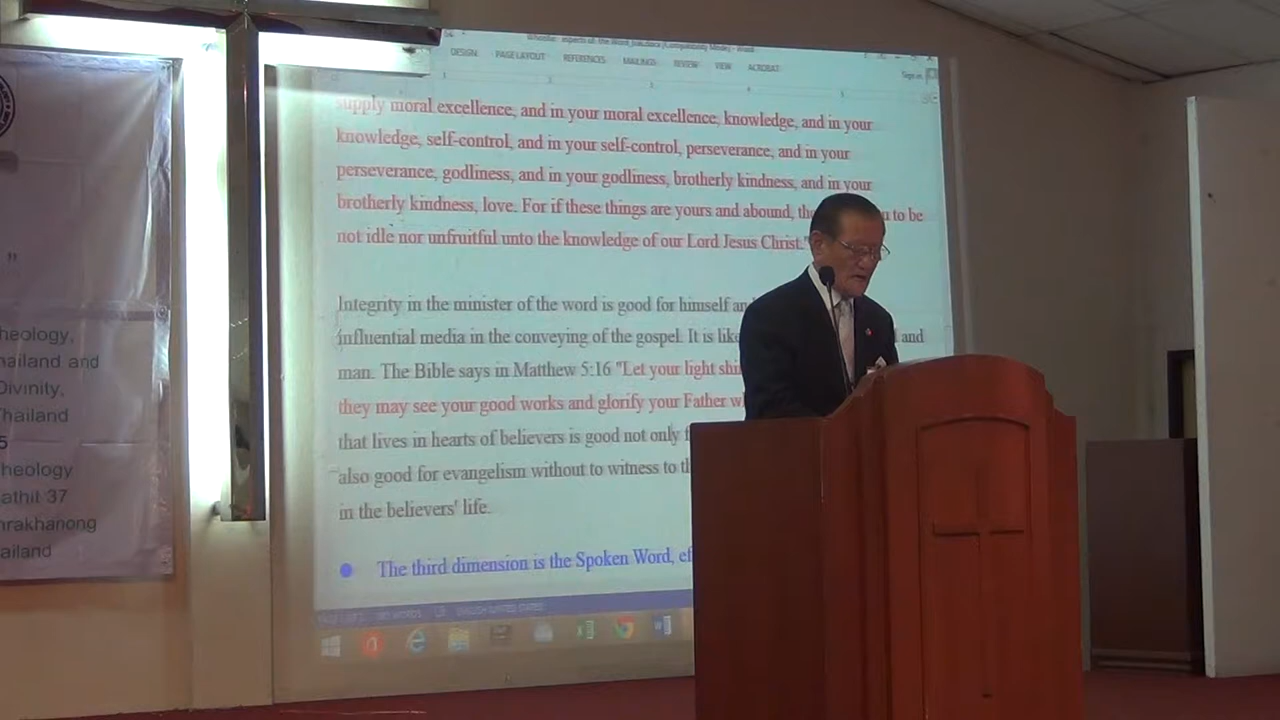 DESIGN PAGE LAYOUT REFERENCES MAILINGS REVIEW VIEW ACROBAT
Sign in
supply moral excellence, and in your moral excellence, knowledge, and in your
knowledge, self-control, and in your self-control, perseverance, and in your
perseverance, godliness, and in your godliness, brotherly kindness, and in your
brotherly kindness, love. For if these things are yours and abound, to be
not idle nor unfruitful unto the knowledge of our Lord Jesus Christ."
Integrity in the minister of the word is good for himself
influential media in the conveying of the gospel. It is and
man. The Bible says in Matthew 5:16 "Let your light
they may see your good works and glorify your Father
that lives in hearts of believers is good not only
also good for evangelism without to witness to
in the believers' life.
● The third dimension is the Spoken Word,
"
heology,
hailand and
Divinity,
Thailand
5
heology
athit 37
hrakhanong
ailand